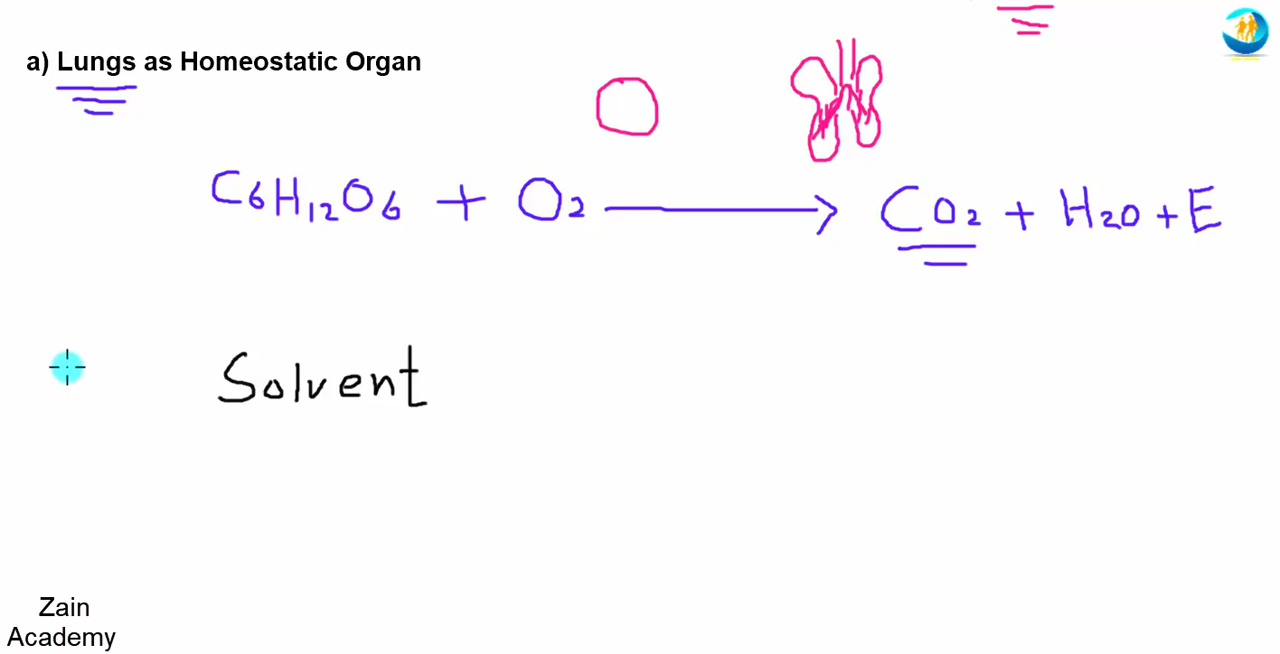 a) Lungs as Homeostatic Organ
C6H12O6 + O2 → CO2 + H2O + E
Solvent
Zain
Academy